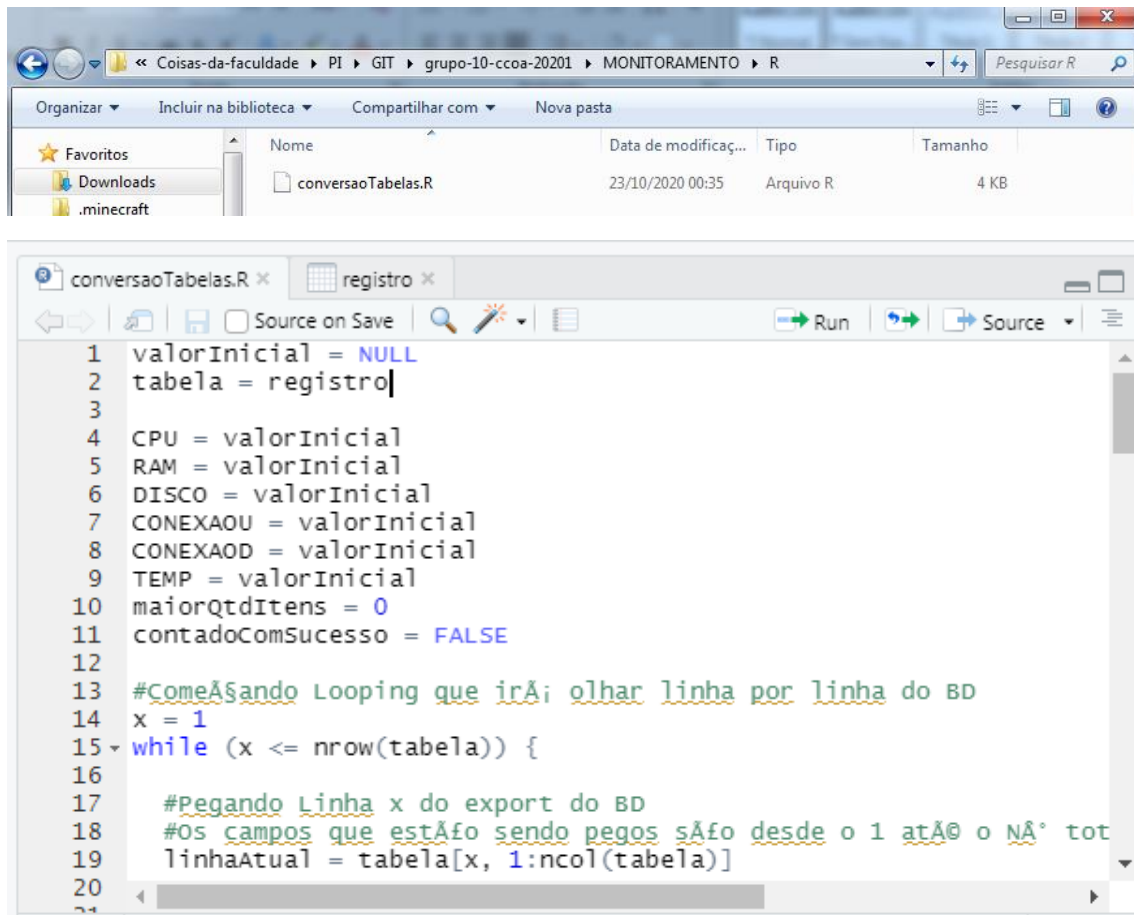 « Coisas-da-faculdade ▸ PI ▸ GIT ▸ grupo-10-ccoa-20201 ▸ MONITORAMENTO ▸ R
Pesquisar R
Organizar ▾ Incluir na biblioteca ▾ Compartilhar com ▾ Nova pasta
Favoritos
Downloads
.minecraft
Nome Data de modificaç... Tipo Tamanho
conversaoTabelas.R 23/10/2020 00:35 Arquivo R 4 KB
conversaoTabelas.R × registro ×
Source on Save Run Source
1 valorInicial = NULL
2 tabela = registro
3
4 CPU = valorInicial
5 RAM = valorInicial
6 DISCO = valorInicial
7 CONEXAOU = valorInicial
8 CONEXAOD = valorInicial
9 TEMP = valorInicial
10 maiorQtdItens = 0
11 contadoComSucesso = FALSE
12
13 #ComeÃ§ando Looping que irÃ¡ olhar linha por linha do BD
14 x = 1
15 while (x <= nrow(tabela)) {
16
17 #Pegando Linha x do export do BD
18 #Os campos que estÃ£o sendo pegos sÃ£o desde o 1 atÃ© o NÂ° tot
19 linhaAtual = tabela[x, 1:ncol(tabela)]
20